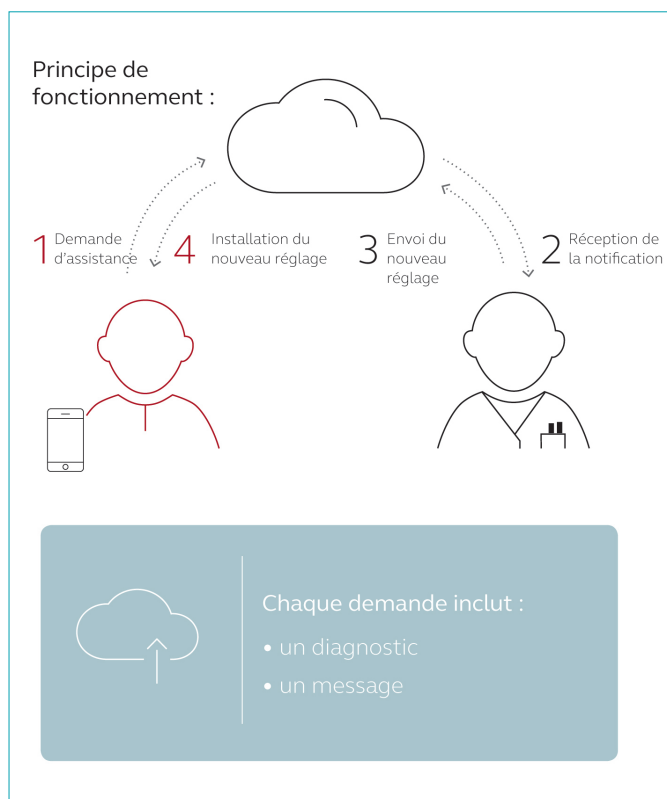 Principe de
fonctionnement :
1 Demande
d'assistance
4 Installation du
nouveau réglage
3 Envoi du
nouveau
réglage
2 Réception de
la notification
Chaque demande inclut :
• un diagnostic
• un message